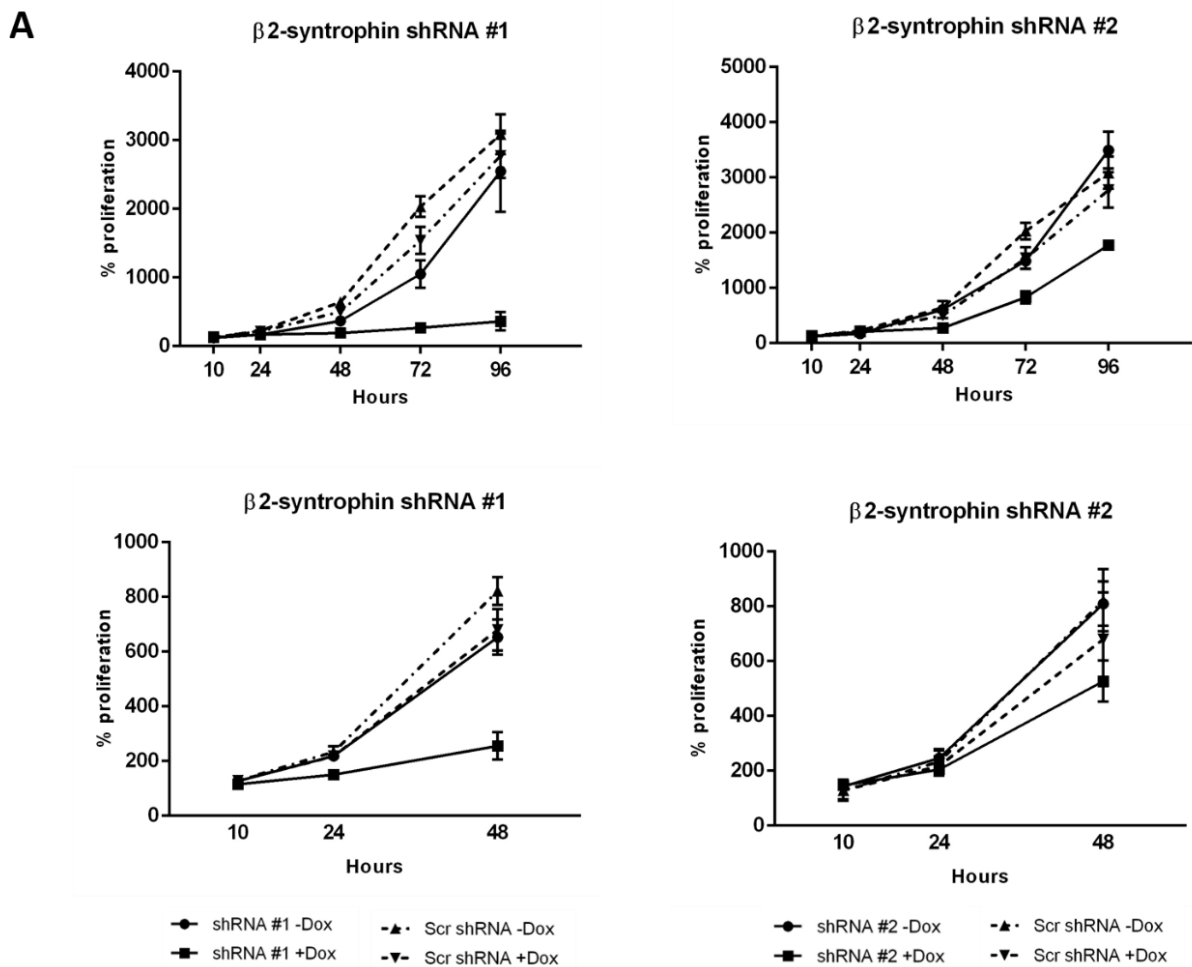 A
β2-syntrophin shRNA #1
4000
3000
2000
1000
0
% proliferation
10 24 48 72 96
Hours
β2-syntrophin shRNA #2
5000
4000
3000
2000
1000
0
% proliferation
10 24 48 72 96
Hours
β2-syntrophin shRNA #1
1000
800
600
400
200
0
% proliferation
10 24 48
Hours
shRNA #1 -Dox Scr shRNA -Dox
shRNA #1 +Dox Scr shRNA +Dox
β2-syntrophin shRNA #2
1000
800
600
400
200
0
% proliferation
10 24 48
Hours
shRNA #2 -Dox Scr shRNA -Dox
shRNA #2 +Dox Scr shRNA +Dox